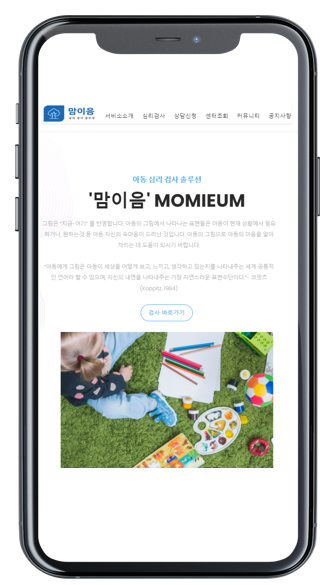 맘이음
서비스소개 심리검사 상담신청 센터조회 커뮤니티 공지사항
아동 심리 검사 솔루션
'맘이음' MOMIEUM
그림은 "지금-여기" 를 반영합니다. 아동의 그림에서 나타나는 표현들은 아동이 현재 상황에서 필요
하거나, 원하는것 등 아동 자신의 속마음이 드러난 것입니다. 아동의 그림으로 아동의 마음을 알아
차리는 데 도움이 되시기 바랍니다.
"아동에게 그림은 아동이 세상을 어떻게 보고, 느끼고, 생각하고 있는지를 나타내주는 세계 공통적
인 언어라 할 수 있으며, 자신의 내면을 나타내주는 가장 자연스러운 표현수단이다."- 코핏츠
(Koppitz,1984)
검사 바로가기